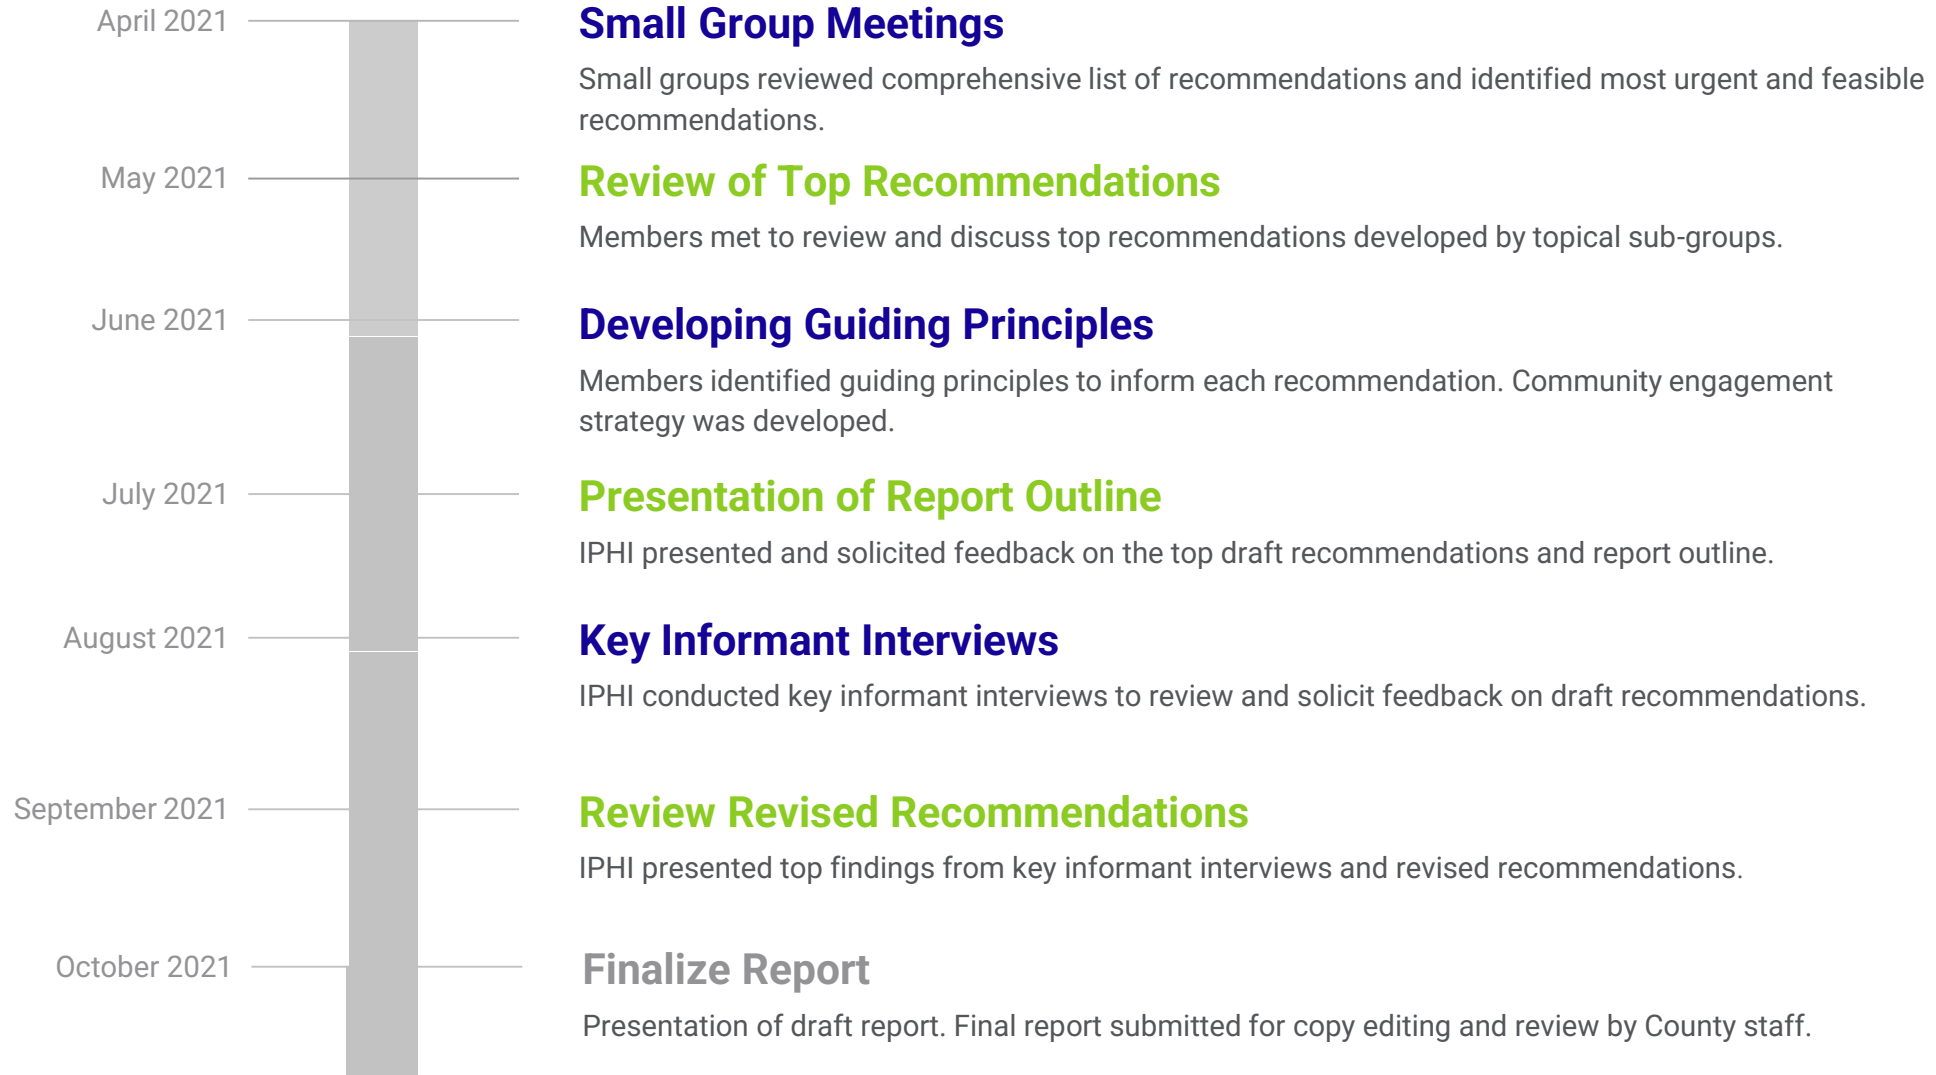 April 2021
Small Group Meetings
Small groups reviewed comprehensive list of recommendations and identified most urgent and feasible
recommendations.
May 2021
Review of Top Recommendations
Members met to review and discuss top recommendations developed by topical sub-groups.
June 2021
Developing Guiding Principles
Members identified guiding principles to inform each recommendation. Community engagement
strategy was developed.
July 2021
Presentation of Report Outline
IPHI presented and solicited feedback on the top draft recommendations and report outline.
August 2021
Key Informant Interviews
IPHI conducted key informant interviews to review and solicit feedback on draft recommendations.
September 2021
Review Revised Recommendations
IPHI presented top findings from key informant interviews and revised recommendations.
October 2021
Finalize Report
Presentation of draft report. Final report submitted for copy editing and review by County staff.